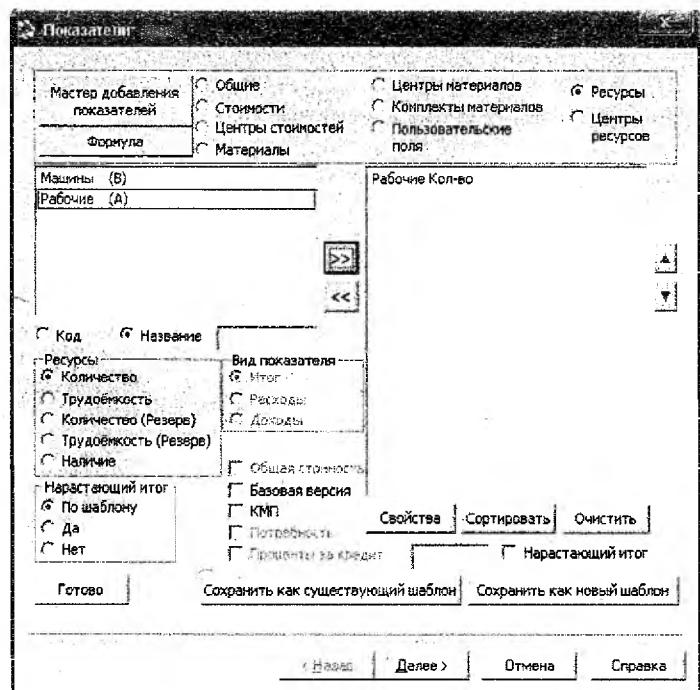 Показатели
Мастер добавления показателей
Формула
Общие
Стоимости
Центры стоимостей
Материалы
Центры материалов
Комплекты материалов
Пользовательские поля
Ресурсы
Центры ресурсов
Машины (B)
Рабочие (A)
>>
<<
Рабочие Кол-во
Код
Название
Ресурсы
Количество
Трудоёмкость
Количество (Резерв)
Трудоёмкость (Резерв)
Наличие
Вид показателя
Итог
Расходы
Доходы
Нарастающий итог
По шаблону
Да
Нет
Общая стоимость
Базовая версия
КМП
Потребность
Проценты за кредит
Свойства
Сортировать
Очистить
Нарастающий итог
Готово
Сохранить как существующий шаблон
Сохранить как новый шаблон
< Назад
Далее >
Отмена
Справка